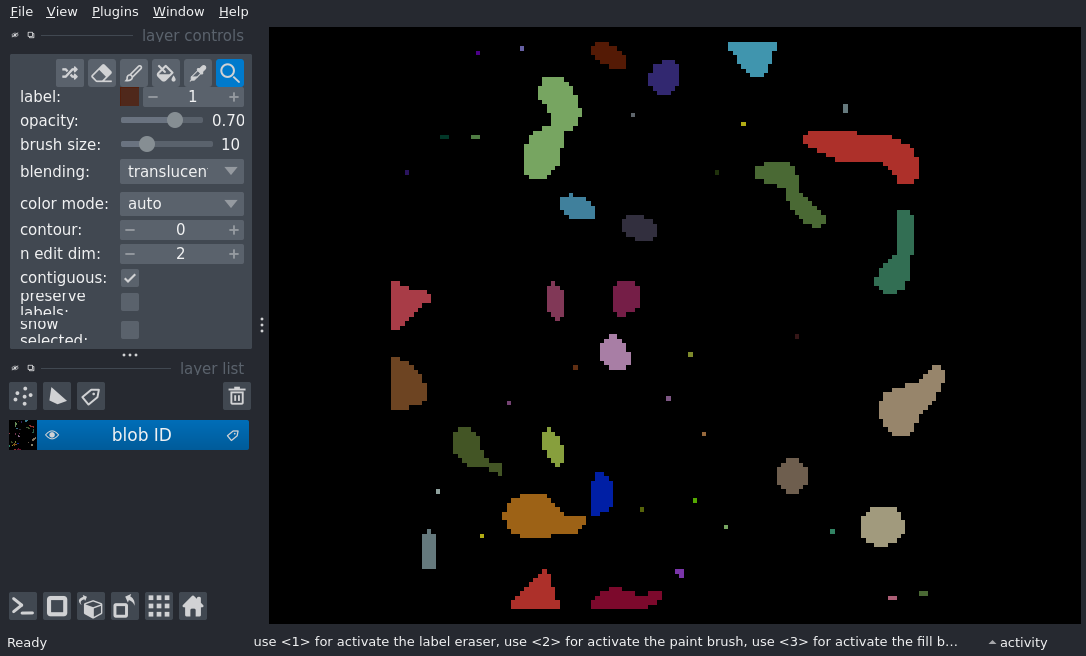 File View Plugins Window Help
layer controls
label: 1
opacity: 0.70
brush size: 10
blending: translucen
color mode: auto
contour: 0
n edit dim: 2
contiguous:
preserve
labels:
show
selected:
layer list
blob ID
Ready use <1> for activate the label eraser, use <2> for activate the paint brush, use <3> for activate the fill b... activity